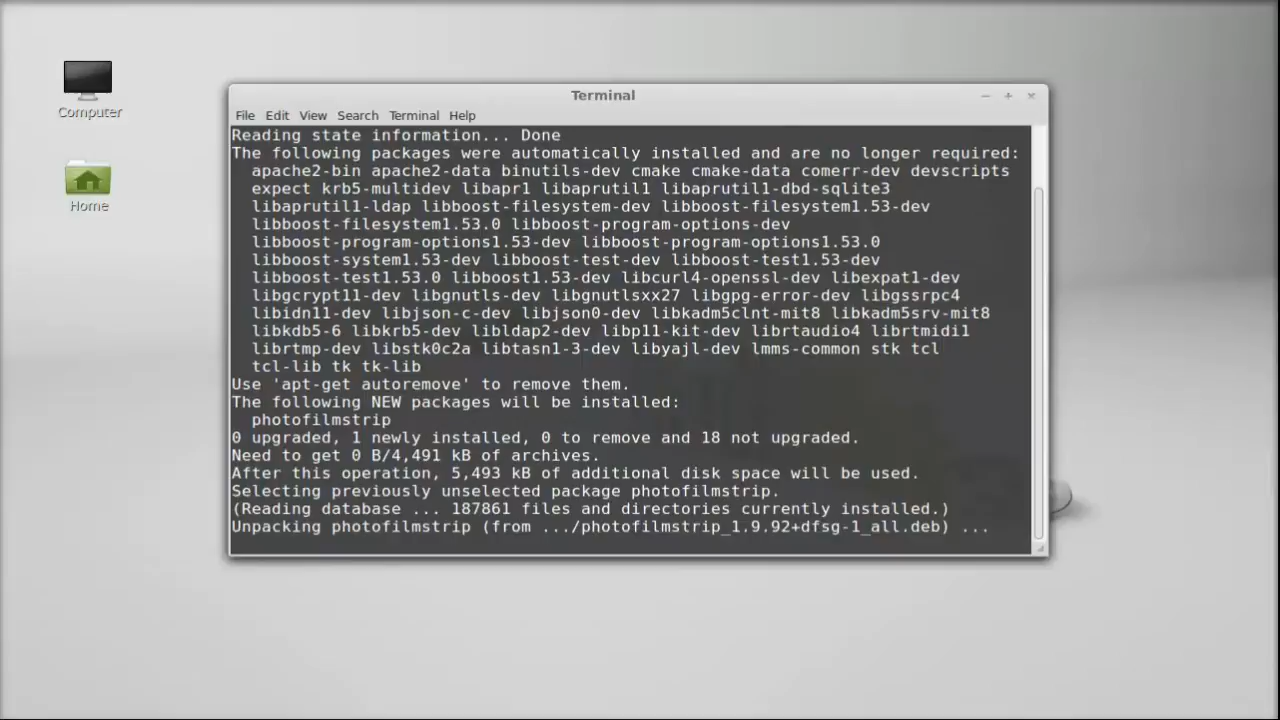 Computer
Home
Terminal
File Edit View Search Terminal Help
Reading state information... Done
The following packages were automatically installed and are no longer required:
apache2-bin apache2-data binutils-dev cmake cmake-data comerr-dev devscripts
expect krb5-multidev libapr1 libaprutil1 libaprutil1-dbd-sqlite3
libaprutil1-ldap libboost-filesystem-dev libboost-filesystem1.53-dev
libboost-filesystem1.53.0 libboost-program-options-dev
libboost-program-options1.53-dev libboost-program-options1.53.0
libboost-system1.53-dev libboost-test-dev libboost-test1.53-dev
libboost-test1.53.0 libboost1.53-dev libcurl4-openssl-dev libexpat1-dev
libgcrypt11-dev libgnutls-dev libgnutlsxx27 libgpg-error-dev libgssrpc4
libidn11-dev libjson-c-dev libjson0-dev libkadm5clnt-mit8 libkadm5srv-mit8
libkdb5-6 libkrb5-dev libldap2-dev libp11-kit-dev librtaudio4 librtmidi1
librtmp-dev libstk0c2a libtasn1-3-dev libyajl-dev lmms-common stk tcl
tcl-lib tk tk-lib
Use 'apt-get autoremove' to remove them.
The following NEW packages will be installed:
photofilmstrip
0 upgraded, 1 newly installed, 0 to remove and 18 not upgraded.
Need to get 0 B/4,491 kB of archives.
After this operation, 5,493 kB of additional disk space will be used.
Selecting previously unselected package photofilmstrip.
(Reading database ... 187861 files and directories currently installed.)
Unpacking photofilmstrip (from .../photofilmstrip_1.9.92+dfsg-1_all.deb) ...